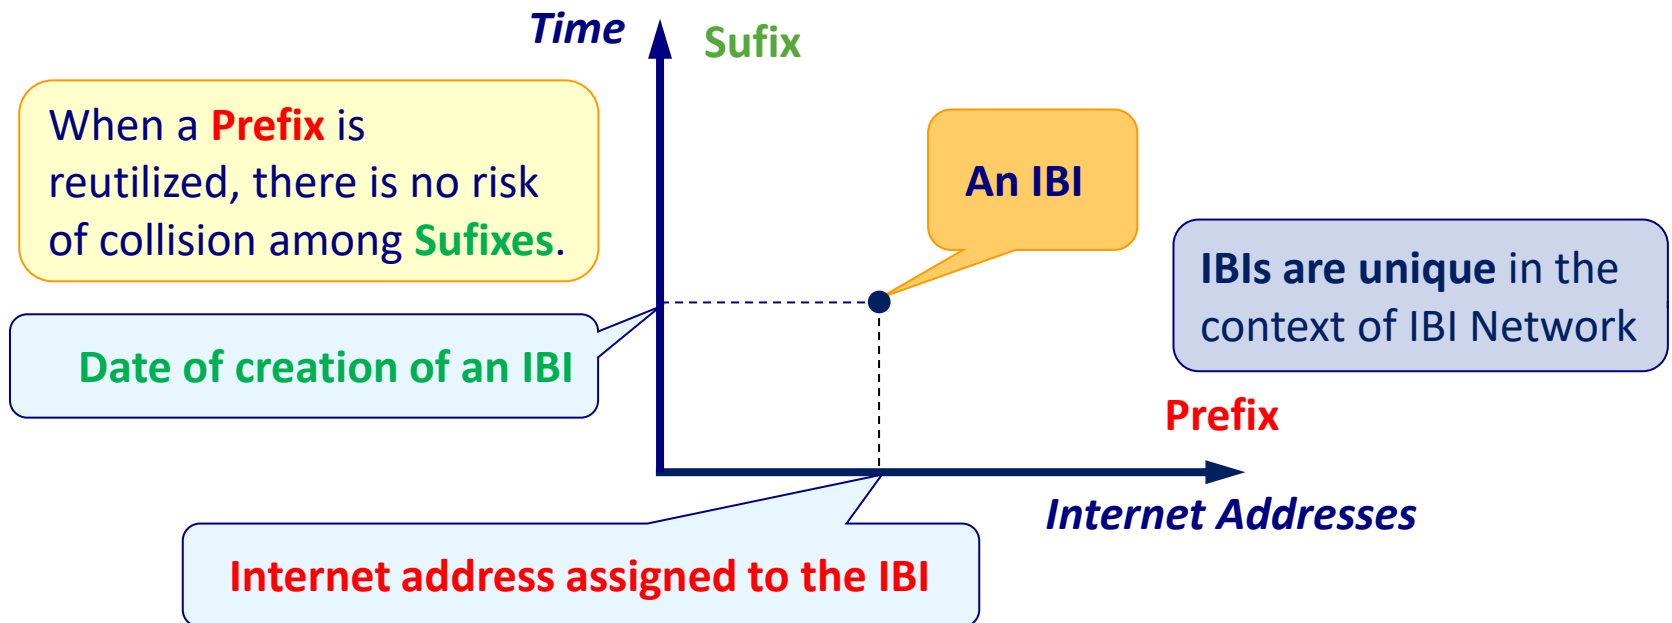 Time
Sufix
When a Prefix is
reutilized, there is no risk
of collision among Sufixes.
An IBI
IBIs are unique in the
context of IBI Network
Date of creation of an IBI
Prefix
Internet Addresses
Internet address assigned to the IBI